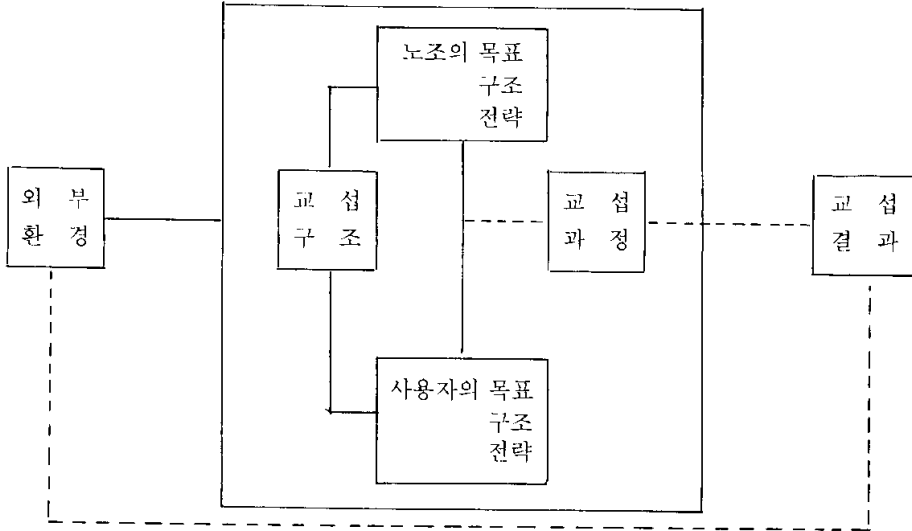 노조의 목표
구조
전략
외 부
환 경
교 섭
구 조
교 섭
과 정
교 섭
결 과
사용자의 목표
구조
전략